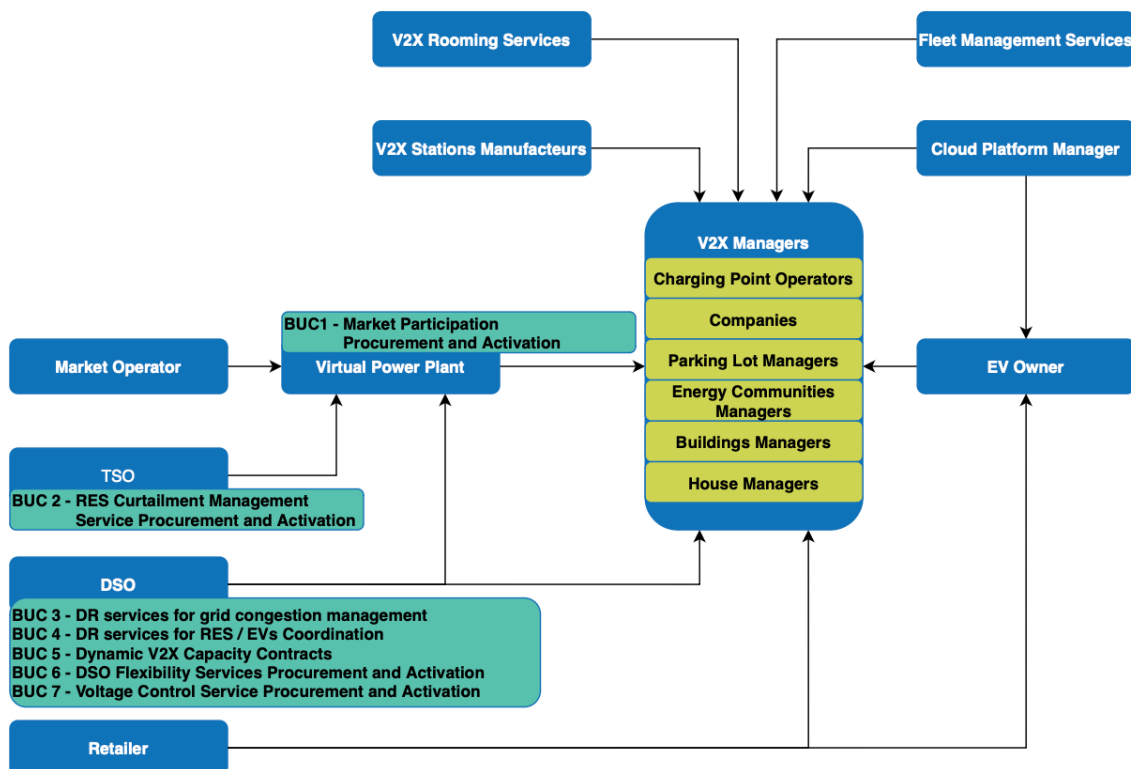 V2X Rooming Services
Fleet Management Services
V2X Stations Manufacteurs
Cloud Platform Manager
V2X Managers
Charging Point Operators
Companies
Parking Lot Managers
Energy Communities
Managers
Buildings Managers
House Managers
BUC1 - Market Participation
Procurement and Activation
Market Operator
Virtual Power Plant
EV Owner
TSO
BUC 2 - RES Curtailment Management
Service Procurement and Activation
DSO
BUC 3 - DR services for grid congestion management
BUC 4 - DR services for RES / EVs Coordination
BUC 5 - Dynamic V2X Capacity Contracts
BUC 6 - DSO Flexibility Services Procurement and Activation
BUC 7 - Voltage Control Service Procurement and Activation
Retailer